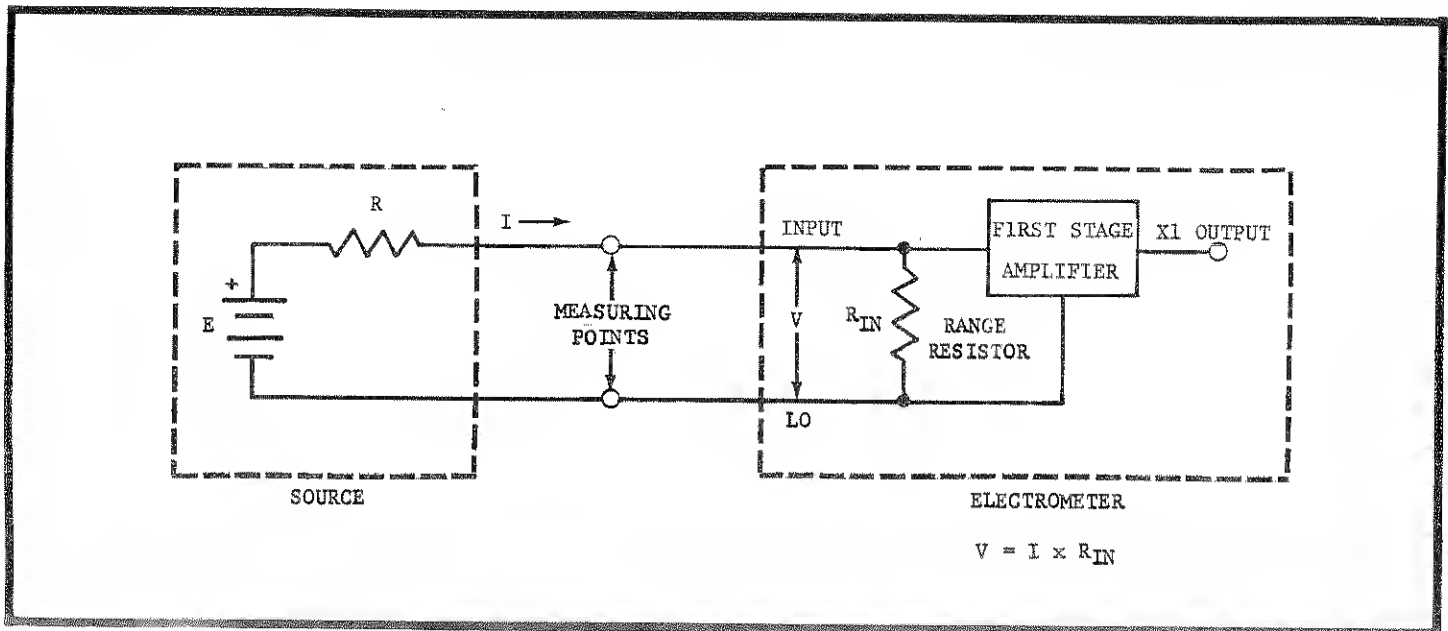 R
I
+
E
MEASURING
POINTS
INPUT
V
LO
R_IN
RANGE
RESISTOR
FIRST STAGE
AMPLIFIER
X1 OUTPUT
SOURCE
ELECTROMETER
V = I x R_IN